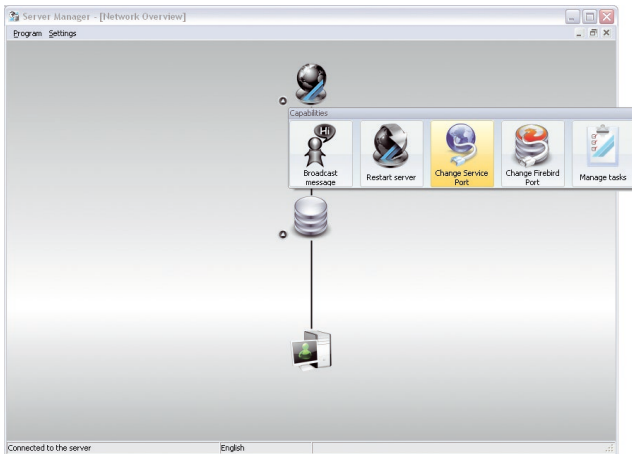 Server Manager - [Network Overview]
Program Settings
Capabilities
Hi
Broadcast
message
Restart server
Change Service
Port
Change Firebird
Port
Manage tasks
Connected to the server
English